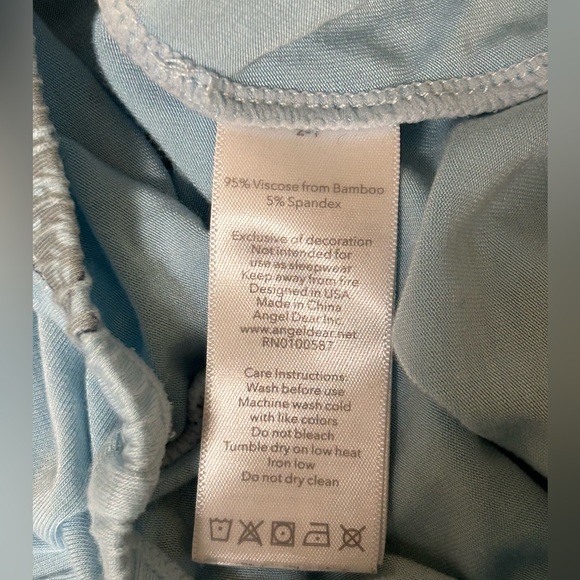 95% Viscose from Bamboo
5% Spandex
Exclusive of decoration
Not intended for
use as sleepwear
Keep away from fire
Designed in USA
Made in China
Angel Dear Inc.
www.angeldear.net
RN0100587
Care Instructions:
Wash before use
Machine wash cold
with like colors
Do not bleach
Tumble dry on low heat
Iron low
Do not dry clean